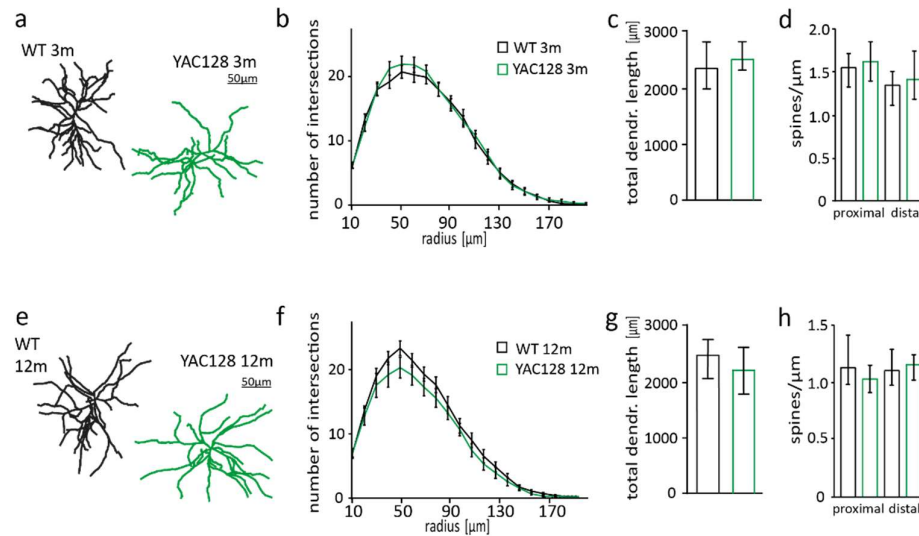 a
WT 3m
YAC128 3m
50μm
b
number of intersections
20
10
0
10 50 90 130 170
radius [μm]
WT 3m
YAC128 3m
c
total dendr. length [μm]
3000
2000
1000
0
d
spines/μm
2.0
1.5
1.0
0.5
0
proximal distal
e
WT
12m
YAC128 12m
50μm
f
number of intersections
20
10
0
10 50 90 130 170
radius [μm]
WT 12m
YAC128 12m
g
total dendr. length [μm]
3000
2000
1000
0
h
spines/μm
1.5
1.0
0.5
0
proximal distal